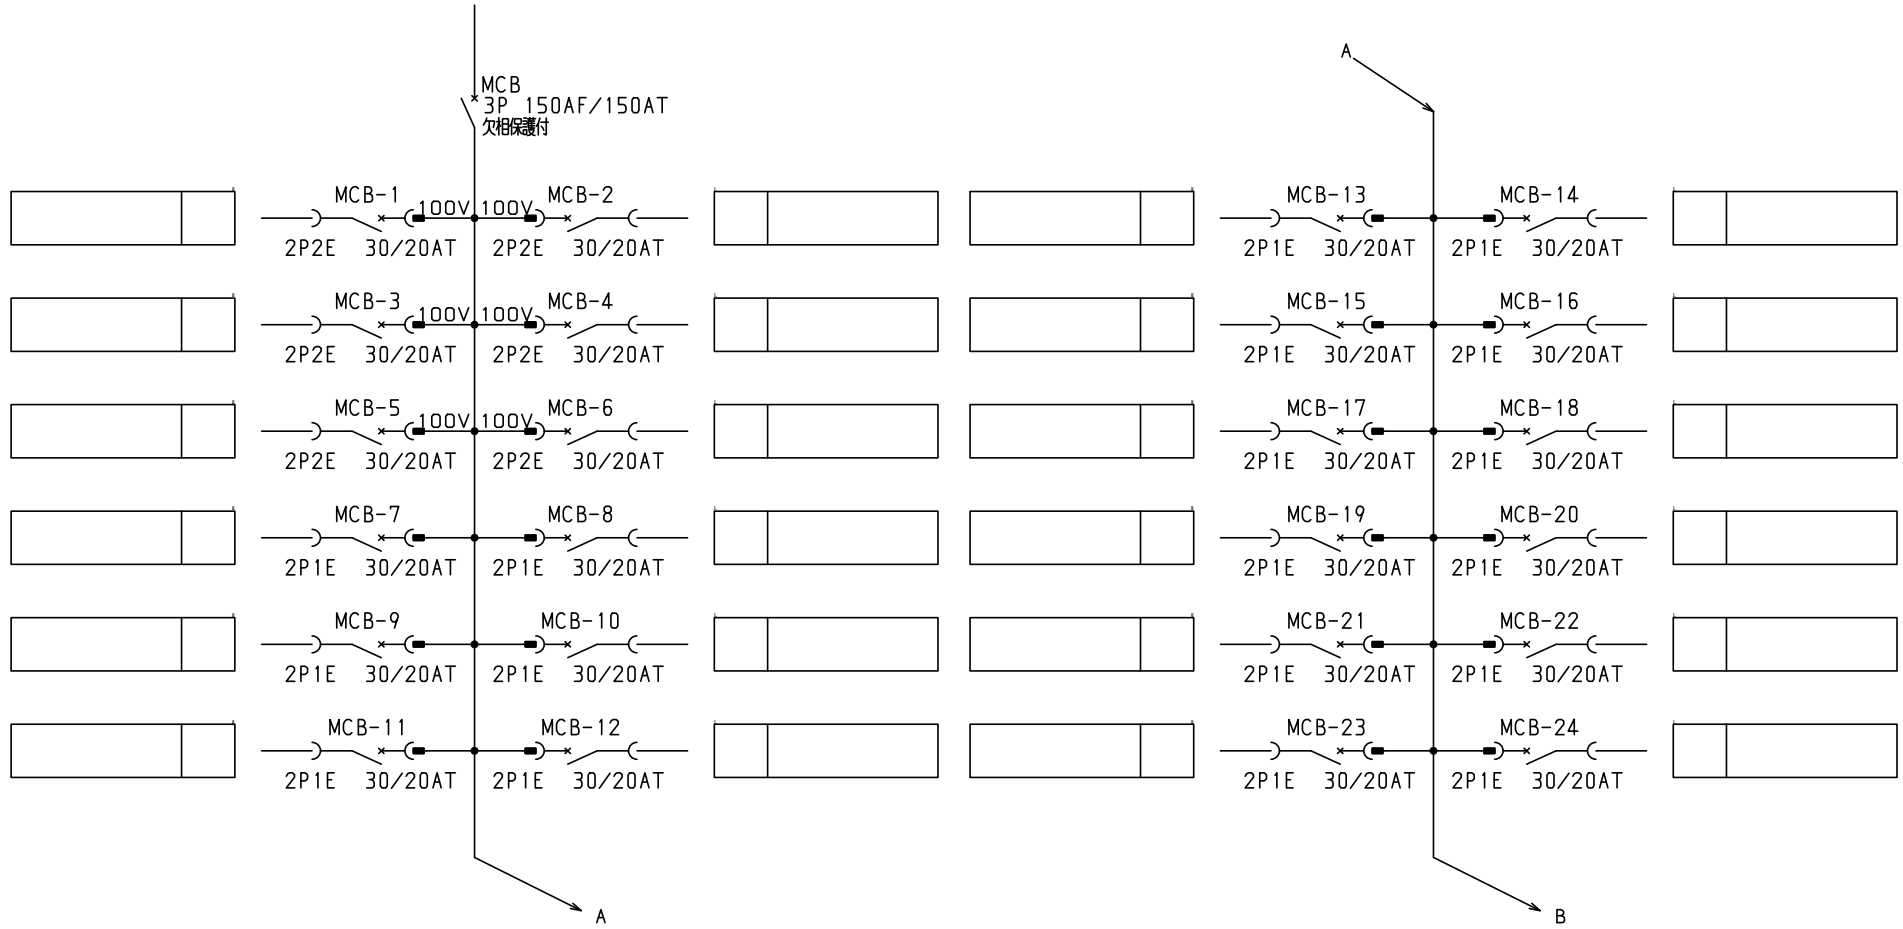 MCB
3P 150AF/150AT
欠相保護付
MCB-1 100V 100V MCB-2
2P2E 30/20AT 2P2E 30/20AT
MCB-3 100V 100V MCB-4
2P2E 30/20AT 2P2E 30/20AT
MCB-5 100V 100V MCB-6
2P2E 30/20AT 2P2E 30/20AT
MCB-7 MCB-8
2P1E 30/20AT 2P1E 30/20AT
MCB-9 MCB-10
2P1E 30/20AT 2P1E 30/20AT
MCB-11 MCB-12
2P1E 30/20AT 2P1E 30/20AT
A
A
MCB-13 MCB-14
2P1E 30/20AT 2P1E 30/20AT
MCB-15 MCB-16
2P1E 30/20AT 2P1E 30/20AT
MCB-17 MCB-18
2P1E 30/20AT 2P1E 30/20AT
MCB-19 MCB-20
2P1E 30/20AT 2P1E 30/20AT
MCB-21 MCB-22
2P1E 30/20AT 2P1E 30/20AT
MCB-23 MCB-24
2P1E 30/20AT 2P1E 30/20AT
B